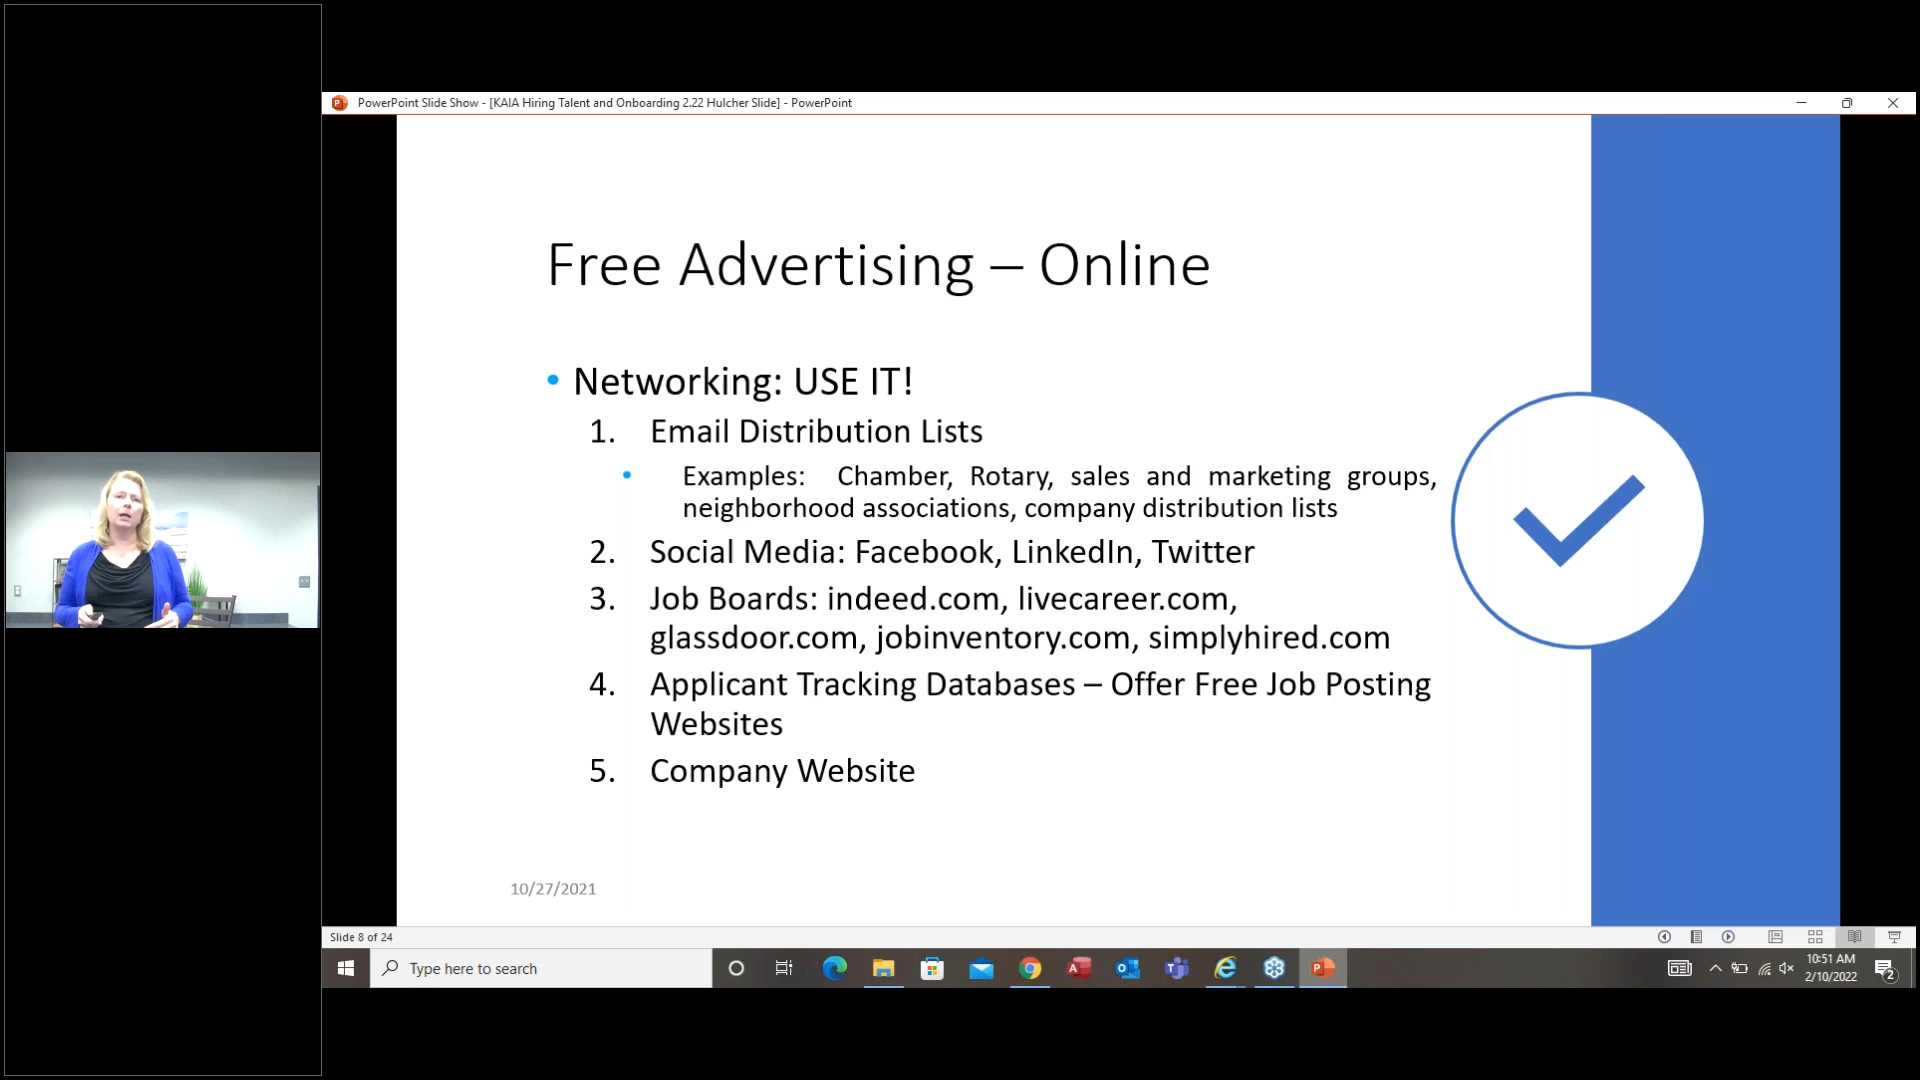 PowerPoint Slide Show - [KAIA Hiring Talent and Onboarding 2.22 Hulcher Slide] - PowerPoint
Free Advertising – Online
• Networking: USE IT!
1. Email Distribution Lists
• Examples: Chamber, Rotary, sales and marketing groups,
neighborhood associations, company distribution lists
2. Social Media: Facebook, LinkedIn, Twitter
3. Job Boards: indeed.com, livecareer.com,
glassdoor.com, jobinventory.com, simplyhired.com
4. Applicant Tracking Databases – Offer Free Job Posting
Websites
5. Company Website
10/27/2021
Slide 8 of 24
Type here to search
10:51 AM
2/10/2022
2